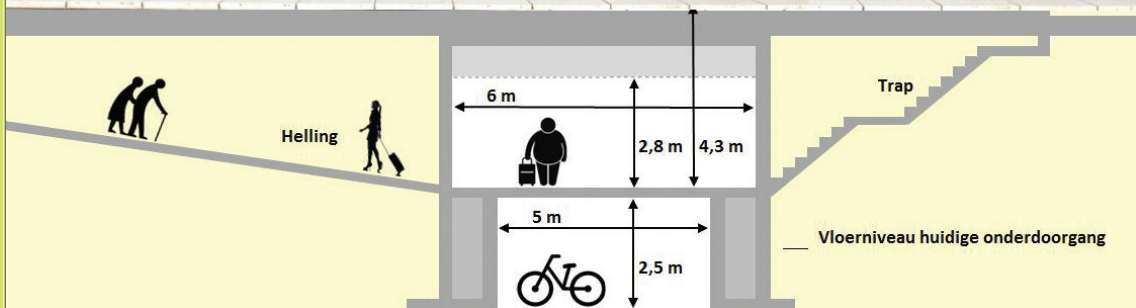 Trap
6 m
Helling
2,8 m
4,3 m
5 m
Vloerniveau huidige onderdoorgang
2,5 m